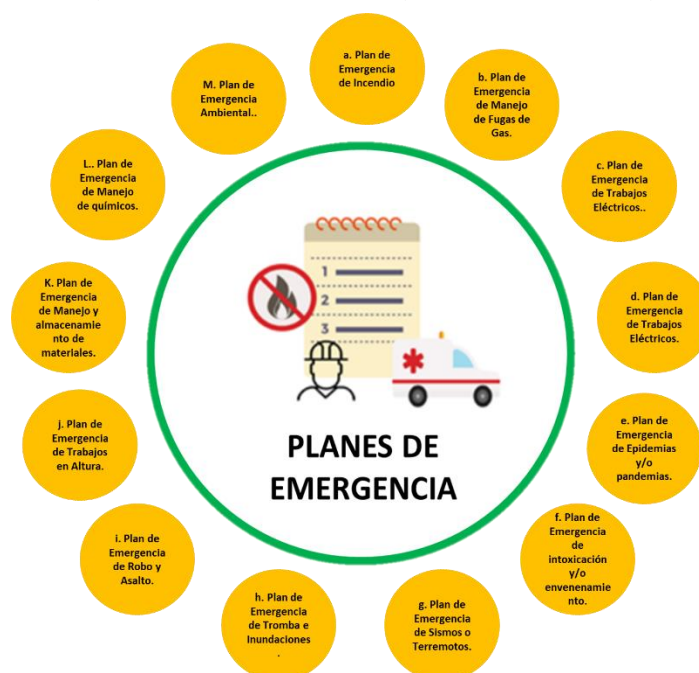 a. Plan de
Emergencia
de Incendio
b. Plan de
Emergencia
de Manejo
de Fugas de
Gas.
c. Plan de
Emergencia
de Trabajos
Eléctricos..
d. Plan de
Emergencia
de Trabajos
Eléctricos.
e. Plan de
Emergencia
de Epidemias
y/o
pandemias.
f. Plan de
Emergencia
de
intoxicación
y/o
envenenamie
nto.
g. Plan de
Emergencia
de Sismos o
Terremotos.
h. Plan de
Emergencia
de Tromba e
Inundaciones
.
i. Plan de
Emergencia
de Robo y
Asalto.
j. Plan de
Emergencia
de Trabajos
en Altura.
K. Plan de
Emergencia
de Manejo y
almacenamie
nto de
materiales.
L.. Plan de
Emergencia
de Manejo
de químicos.
M. Plan de
Emergencia
Ambiental..
1
2
3
PLANES DE
EMERGENCIA